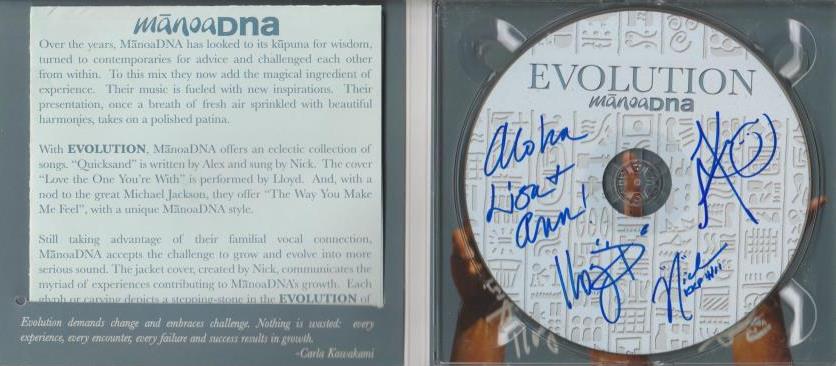 mānoaDNA
Over the years, MānoaDNA has looked to its kāpuna for wisdom,
turned to contemporaries for advice and challenged each other
from within. To this mix they now add the magical ingredient of
experience. Their music is fueled with new inspirations. Their
presentation, once a breath of fresh air sprinkled with beautiful
harmonies, takes on a polished patina.
With EVOLUTION, MānoaDNA offers an eclectic collection of
songs. “Quicksand” is written by Alex and sung by Nick. The cover
“Love the One You’re With” is performed by Lloyd. And, with a
nod to the great Michael Jackson, they offer “The Way You Make
Me Feel”, with a unique MānoaDNA style.
Still taking advantage of their familial vocal connection,
MānoaDNA accepts the challenge to grow and evolve into more
serious sound. The jacket cover, created by Nick, communicates the
myriad of experiences contributing to MānoaDNA’s growth. Each
glyph or carving depicts a stepping-stone in the EVOLUTION of
Evolution demands change and embraces challenge. Nothing is wasted: every
experience, every encounter, every failure and success results in growth.
-Carla Kawakami
EVOLUTION
mānoaDNA
Aloha
Lisa +
Ann!
"Nick"